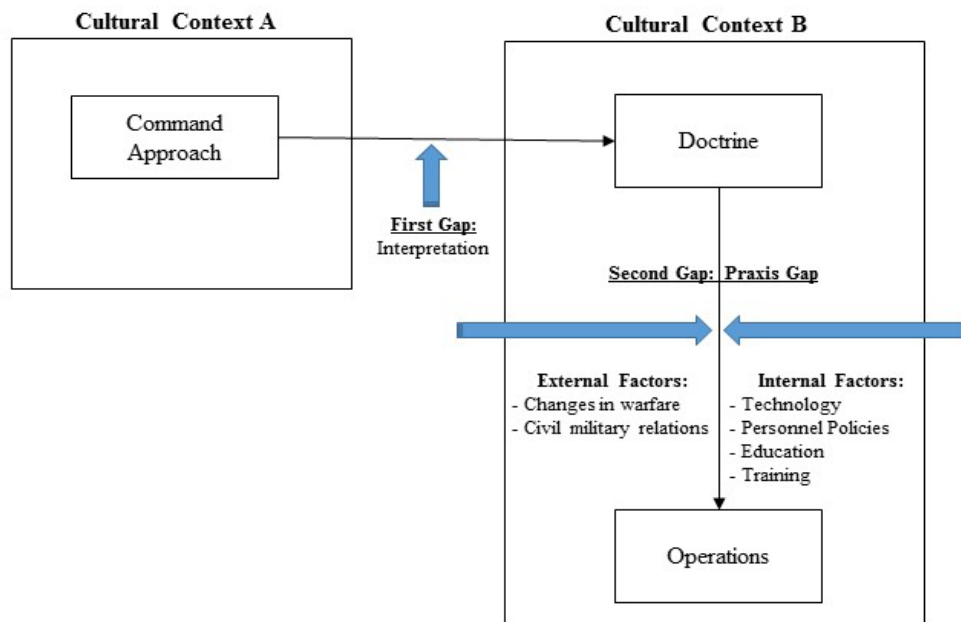 Cultural Context A
Cultural Context B
Command
Approach
Doctrine
First Gap:
Interpretation
Second Gap: Praxis Gap
External Factors:
- Changes in warfare
- Civil military relations
Internal Factors:
- Technology
- Personnel Policies
- Education
- Training
Operations